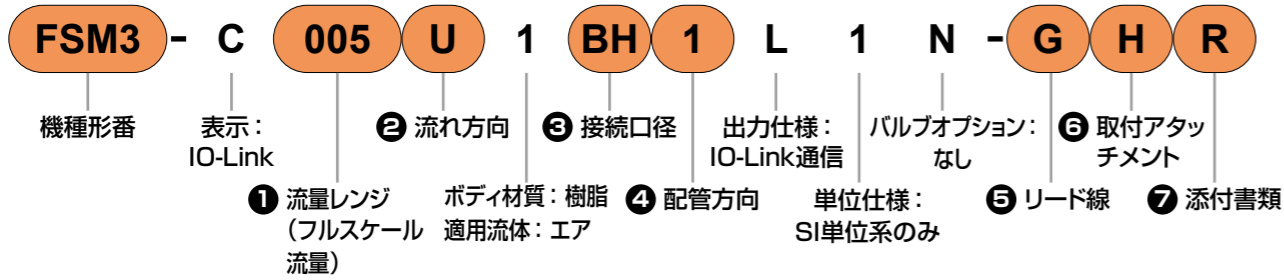 FSM3 - C 005 U 1 BH 1 L 1 N - G H R
機種形番
表示：
IO-Link
❶ 流量レンジ
（フルスケール
流量）
❷ 流れ方向
ボディ材質：樹脂
適用流体：エア
❸ 接続口径
❹ 配管方向
出力仕様：
IO-Link通信
単位仕様：
SI単位系のみ
バルブオプション：
なし
❺ リード線
❻ 取付アタッ
チメント
❼ 添付書類